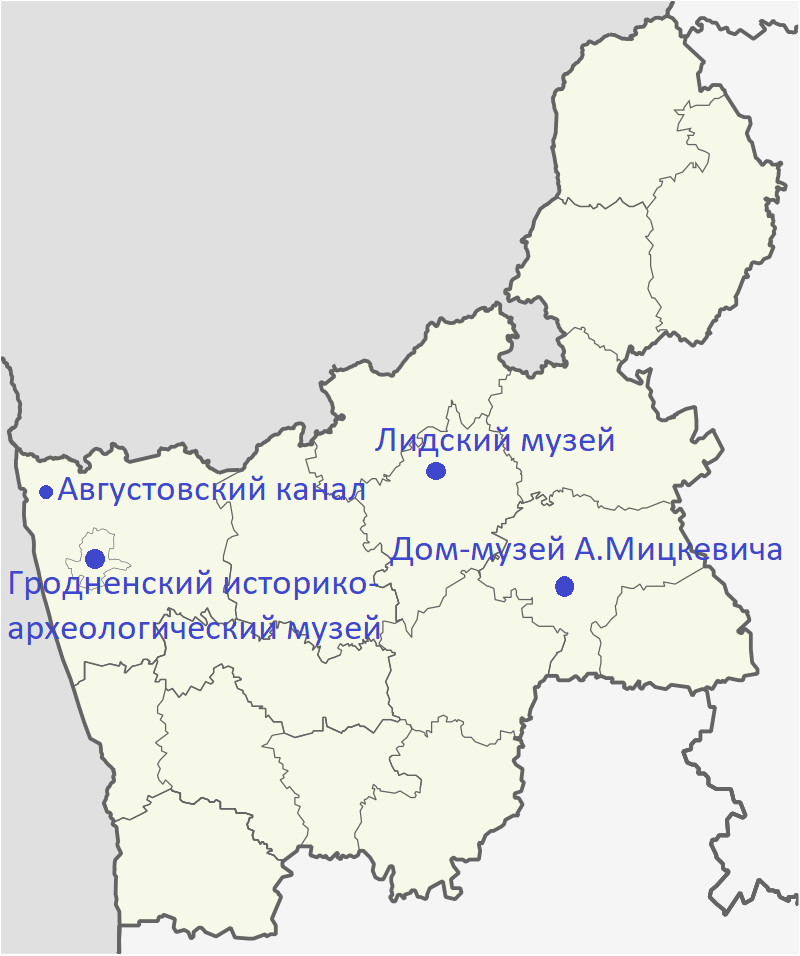 Лидский музей
Августовский канал
Дом-музей А.Мицкевича
Гродненский историко-
археологический музей